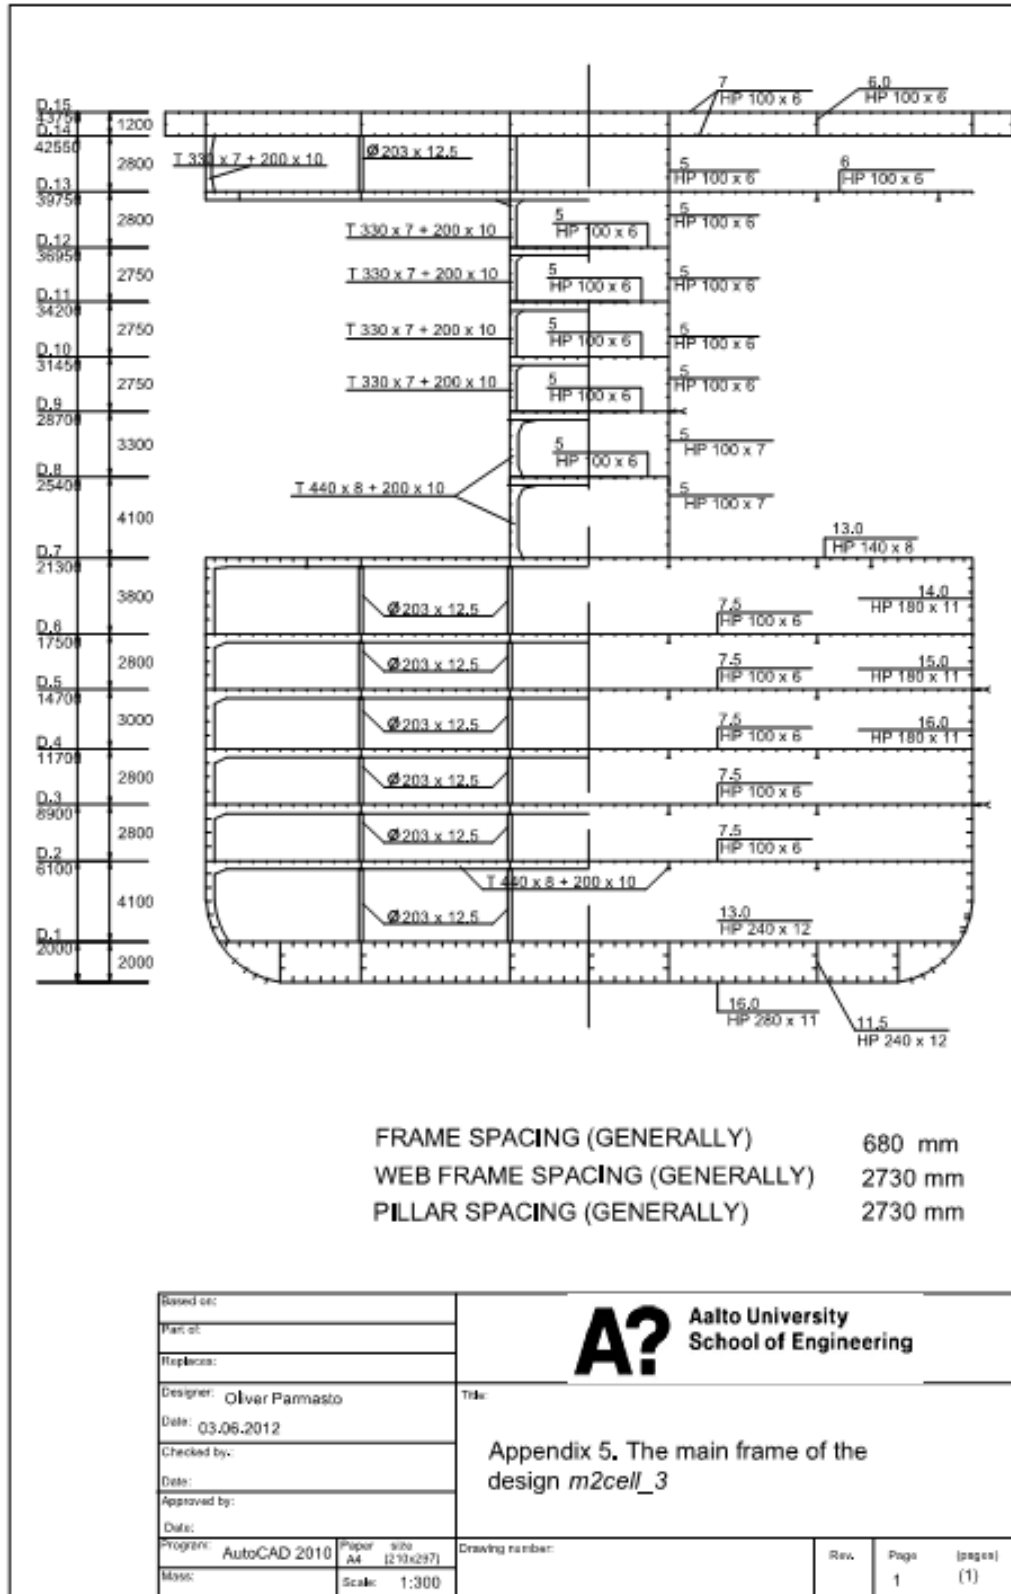 D.15
43750
D.14
1200
7
HP 100 x 6
6.0
HP 100 x 6
42550
2800
T 330 x 7 + 200 x 10
Ø 203 x 12.5
5
HP 100 x 6
6
HP 100 x 6
D.13
39750
2800
T 330 x 7 + 200 x 10
5
HP 100 x 6
5
HP 100 x 6
D.12
36950
2750
T 330 x 7 + 200 x 10
5
HP 100 x 6
5
HP 100 x 6
D.11
34200
2750
T 330 x 7 + 200 x 10
5
HP 100 x 6
5
HP 100 x 6
D.10
31450
2750
T 330 x 7 + 200 x 10
5
HP 100 x 6
5
HP 100 x 6
D.9
28700
3300
5
HP 100 x 6
5
HP 100 x 7
D.8
25400
T 440 x 8 + 200 x 10
4100
5
HP 100 x 7
D.7
21300
13.0
HP 140 x 8
3800
Ø 203 x 12.5
7.5
HP 100 x 6
14.0
HP 180 x 11
D.6
17500
2800
Ø 203 x 12.5
7.5
HP 100 x 6
15.0
HP 180 x 11
D.5
14700
3000
Ø 203 x 12.5
7.5
HP 100 x 6
16.0
HP 180 x 11
D.4
11700
2800
Ø 203 x 12.5
7.5
HP 100 x 6
D.3
8900
2800
Ø 203 x 12.5
7.5
HP 100 x 6
D.2
6100
T 440 x 8 + 200 x 10
4100
Ø 203 x 12.5
13.0
HP 240 x 12
D.1
2000
2000
16.0
HP 280 x 11
11.5
HP 240 x 12
FRAME SPACING (GENERALLY) 680 mm
WEB FRAME SPACING (GENERALLY) 2730 mm
PILLAR SPACING (GENERALLY) 2730 mm
Based on:
Part of:
Replaces:
A?
Aalto University
School of Engineering
Designer: Oliver Parmasto
Date: 03.06.2012
Checked by:
Date:
Approved by:
Date:
Title:
Appendix 5. The main frame of the
design m2cell_3
Program: AutoCAD 2010
Paper size
A4 (210x297)
Mass:
Scale: 1:300
Drawing number:
Rev.
Page (pages)
1 (1)